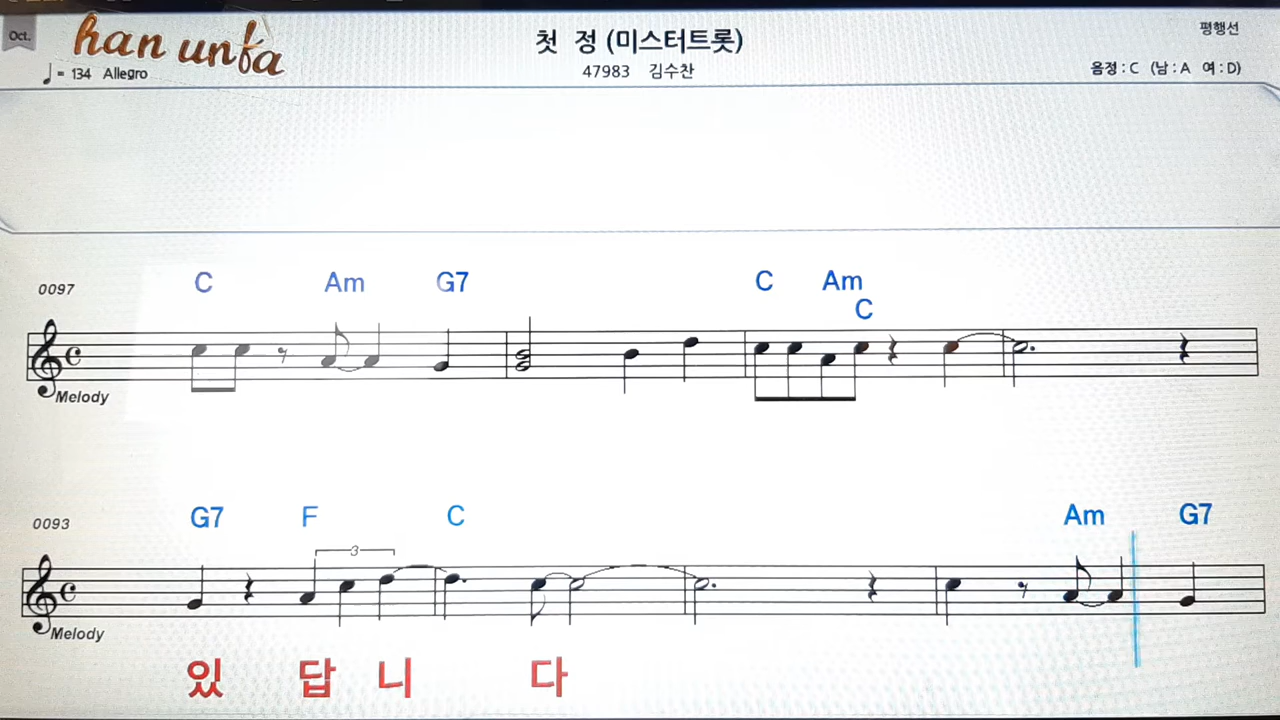 Oct.
han unfa
♩= 134 Allegro
첫 정 (미스터트롯)
47983 김수찬
평행선
음정 : C (남 : A 여 : D)
0097
C Am G7 C Am
C
Melody
0093
G7 F C Am G7
3
Melody
있 답 니 다